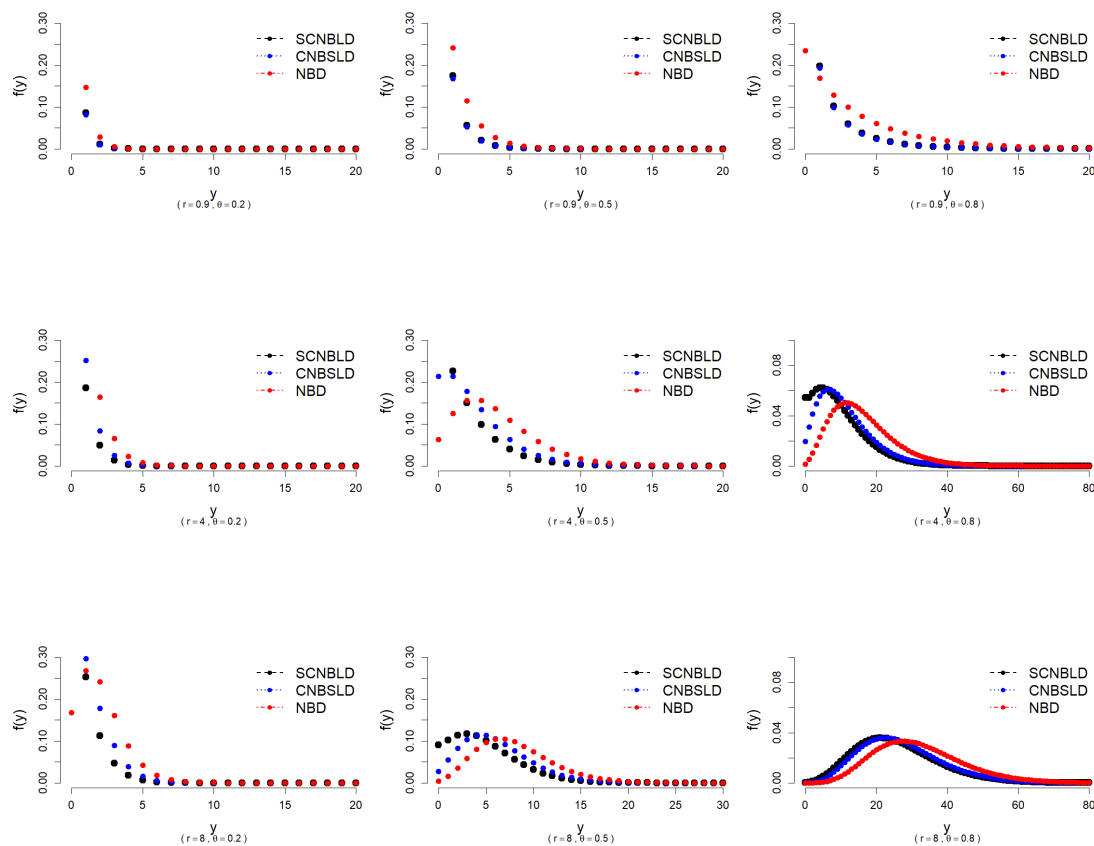 f(y)
0.00 0.10 0.20 0.30
SCNBLD
CNBSLD
NBD
0 5 10 15 20
y
( r = 0.9 , θ = 0.2 )
f(y)
0.00 0.10 0.20 0.30
SCNBLD
CNBSLD
NBD
0 5 10 15 20
y
( r = 0.9 , θ = 0.5 )
f(y)
0.00 0.10 0.20 0.30
SCNBLD
CNBSLD
NBD
0 5 10 15 20
y
( r = 0.9 , θ = 0.8 )
f(y)
0.00 0.10 0.20 0.30
SCNBLD
CNBSLD
NBD
0 5 10 15 20
y
( r = 4 , θ = 0.2 )
f(y)
0.00 0.10 0.20 0.30
SCNBLD
CNBSLD
NBD
0 5 10 15 20
y
( r = 4 , θ = 0.5 )
f(y)
0.00 0.04 0.08
SCNBLD
CNBSLD
NBD
0 20 40 60 80
y
( r = 4 , θ = 0.8 )
f(y)
0.00 0.10 0.20 0.30
SCNBLD
CNBSLD
NBD
0 5 10 15 20
y
( r = 8 , θ = 0.2 )
f(y)
0.00 0.10 0.20 0.30
SCNBLD
CNBSLD
NBD
0 5 10 15 20 25 30
y
( r = 8 , θ = 0.5 )
f(y)
0.00 0.04 0.08
SCNBLD
CNBSLD
NBD
0 20 40 60 80
y
( r = 8 , θ = 0.8 )